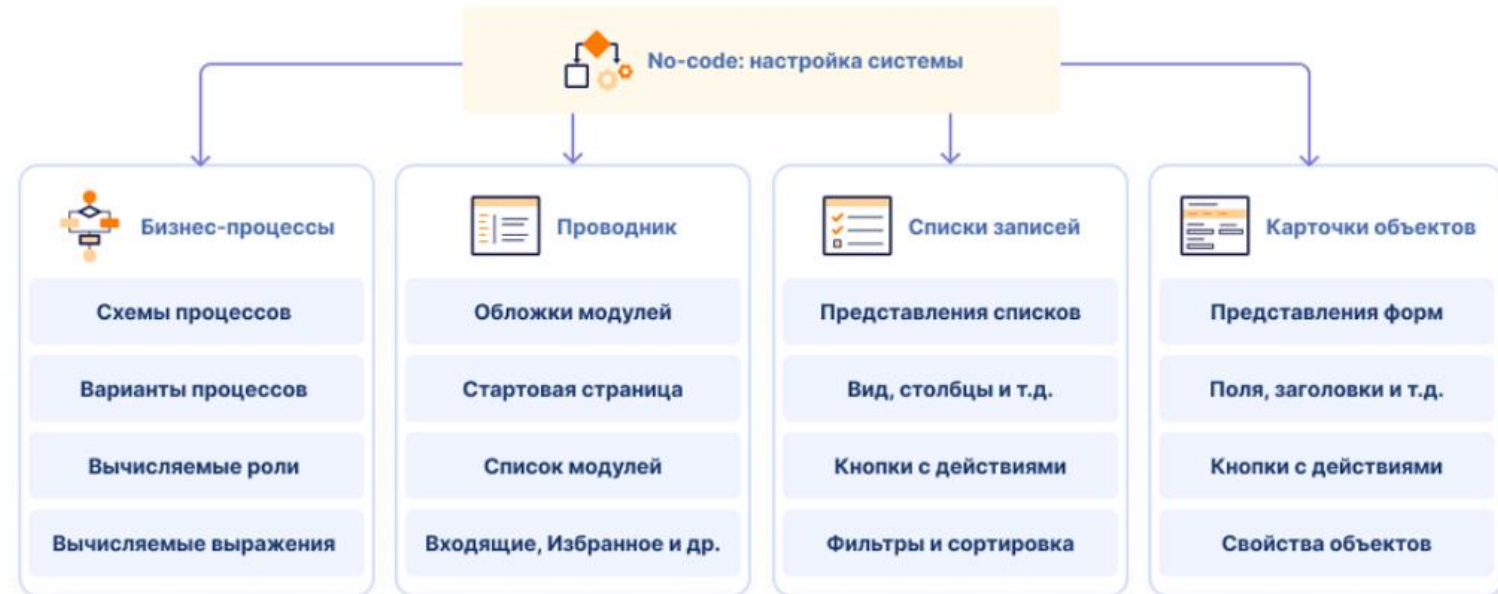 No-code: настройка системы
Бизнес-процессы
Схемы процессов
Варианты процессов
Вычисляемые роли
Вычисляемые выражения
Проводник
Обложки модулей
Стартовая страница
Список модулей
Входящие, Избранное и др.
Списки записей
Представления списков
Вид, столбцы и т.д.
Кнопки с действиями
Фильтры и сортировка
Карточки объектов
Представления форм
Поля, заголовки и т.д.
Кнопки с действиями
Свойства объектов